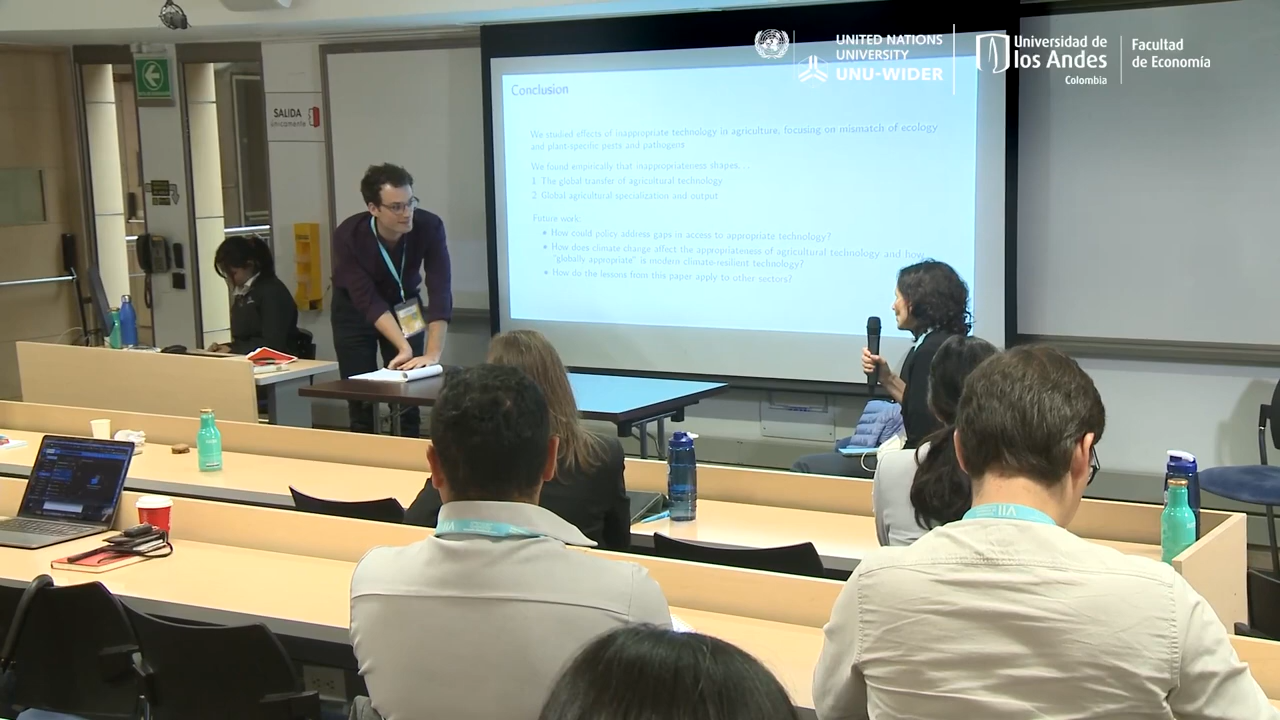 UNITED NATIONS
UNIVERSITY
UNU-WIDER
Universidad de
los Andes
Colombia
Facultad
de Economía
SALIDA
únicamente
Conclusion
We studied effects of inappropriate technology in agriculture, focusing on mismatch of ecology
and plant-specific pests and pathogens
We found empirically that inappropriateness shapes...
1 The global transfer of agricultural technology
2 Global agricultural specialization and output
Future work:
How could policy address gaps in access to appropriate technology?
How does climate change affect the appropriateness of agricultural technology and how
"globally appropriate" is modern climate-resilient technology?
How do the lessons from this paper apply to other sectors?